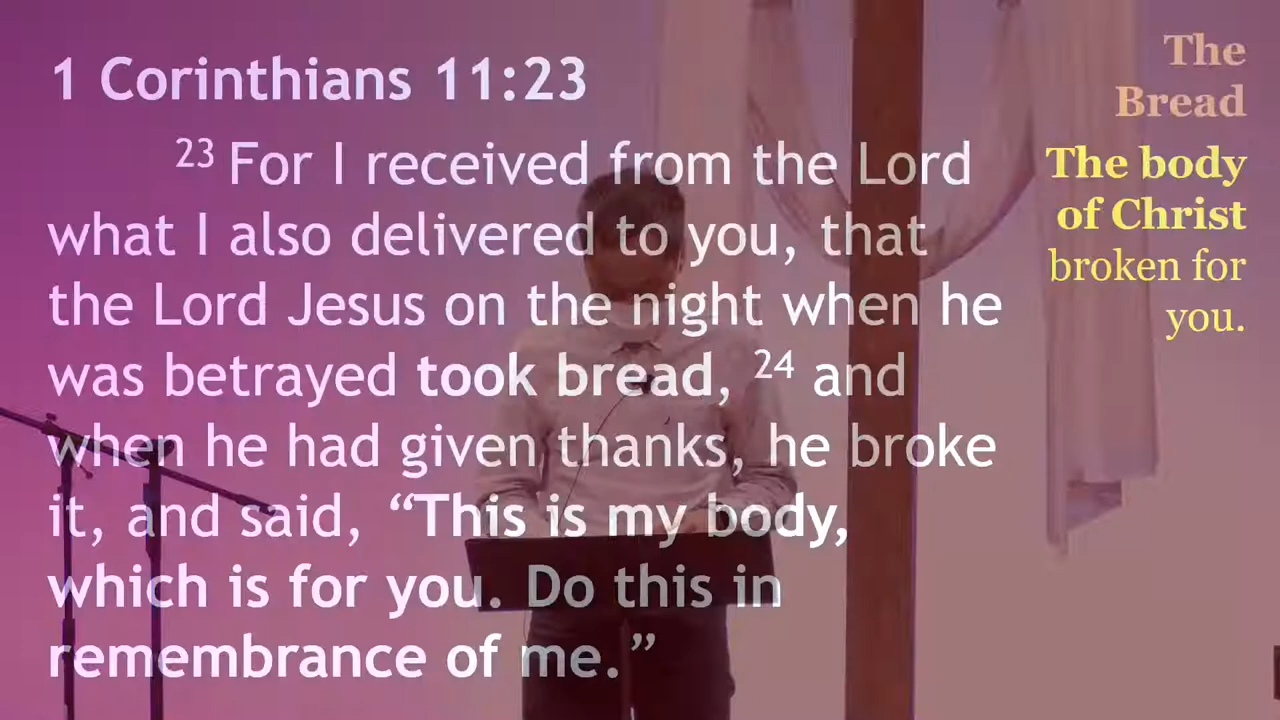 1 Corinthians 11:23
23 For I received from the Lord
what I also delivered to you, that
the Lord Jesus on the night when he
was betrayed took bread, 24 and
when he had given thanks, he broke
it, and said, “This is my body,
which is for you. Do this in
remembrance of me.”
The
Bread
The body
of Christ
broken for
you.